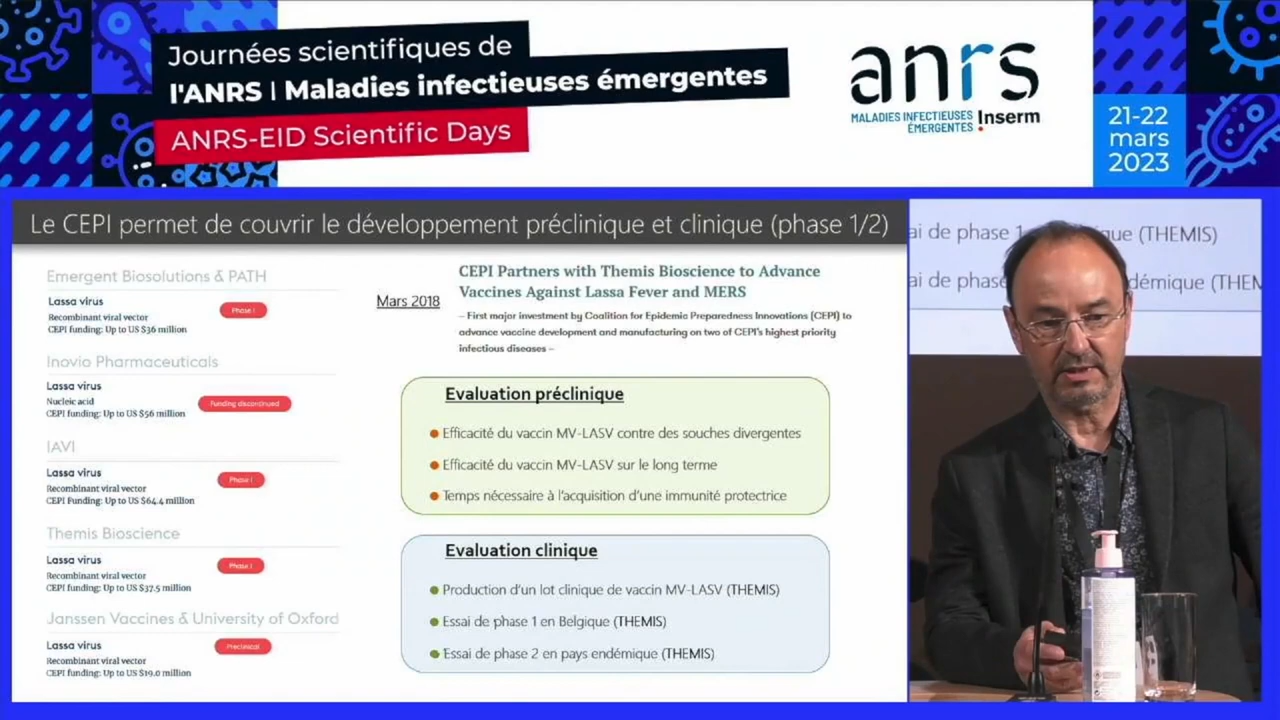 Journées scientifiques de
l'ANRS | Maladies infectieuses émergentes
ANRS-EID Scientific Days
anrs
MALADIES INFECTIEUSES
ÉMERGENTES
Inserm
21-22
mars
2023
Le CEPI permet de couvrir le développement préclinique et clinique (phase 1/2)
Emergent Biosolutions & PATH
Lassa virus
Recombinant viral vector
CEPI funding: Up to US $36 million
Phase I
Inovio Pharmaceuticals
Lassa virus
Nucleic acid
CEPI funding: Up to US $56 million
Funding discontinued
IAVI
Lassa virus
Recombinant viral vector
CEPI Funding: Up to US $64.4 million
Phase I
Themis Bioscience
Lassa virus
Recombinant viral vector
CEPI funding: Up to US $37.5 million
Phase I
Janssen Vaccines & University of Oxford
Lassa virus
Recombinant viral vector
CEPI funding: Up to US $19.0 million
Preclinical
Mars 2018
CEPI Partners with Themis Bioscience to Advance
Vaccines Against Lassa Fever and MERS
– First major investment by Coalition for Epidemic Preparedness Innovations (CEPI) to
advance vaccine development and manufacturing on two of CEPI's highest priority
infectious diseases –
Evaluation préclinique
Efficacité du vaccin MV-LASV contre des souches divergentes
Efficacité du vaccin MV-LASV sur le long terme
Temps nécessaire à l'acquisition d'une immunité protectrice
Evaluation clinique
Production d'un lot clinique de vaccin MV-LASV (THEMIS)
Essai de phase 1 en Belgique (THEMIS)
Essai de phase 2 en pays endémique (THEMIS)
ai de phase 1 que (THEMIS)
ai de phase démique (THEM